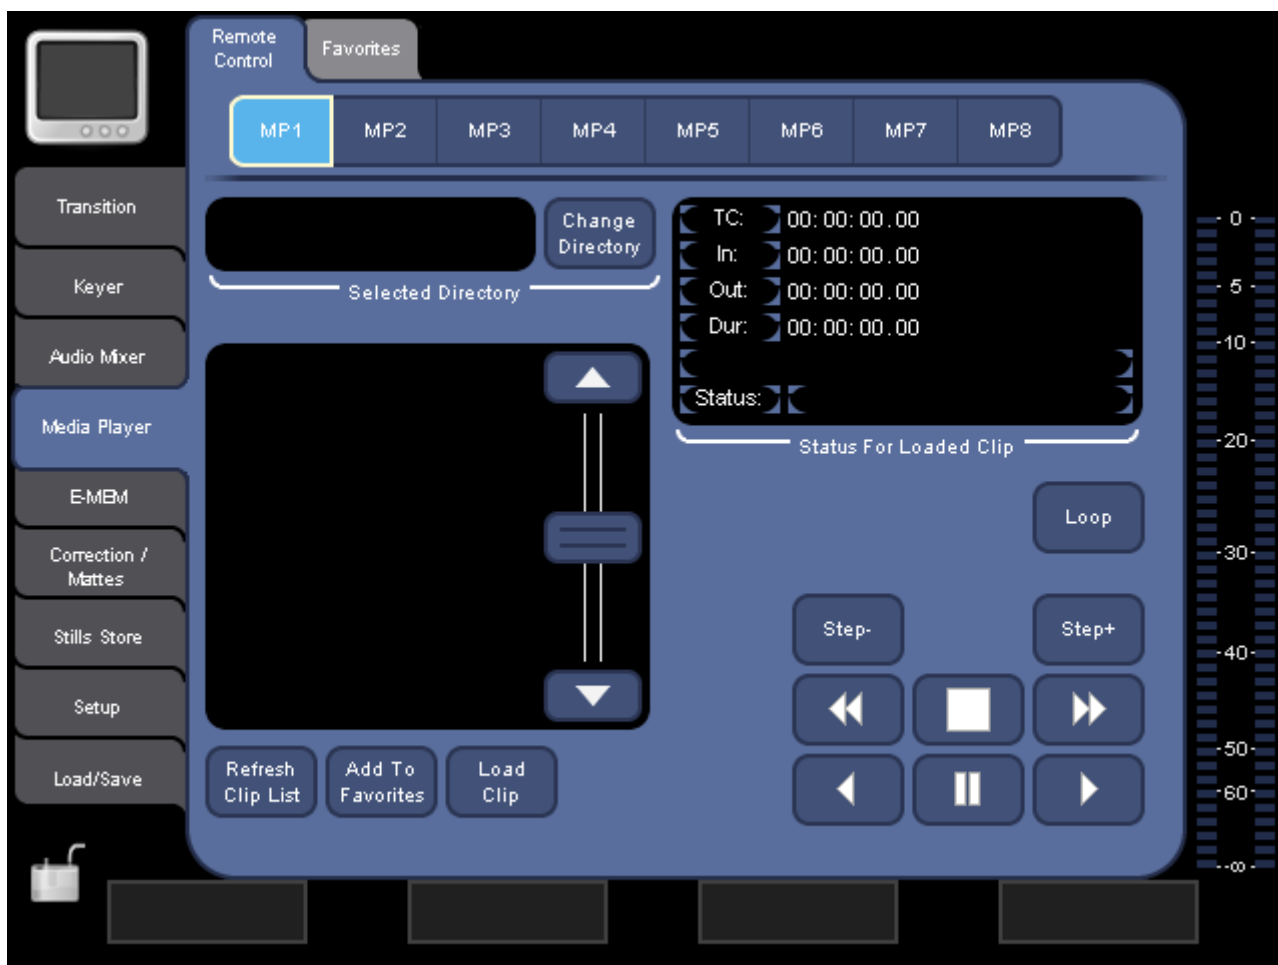 Remote
Control
Favorites
MP1
MP2
MP3
MP4
MP5
MP6
MP7
MP8
Transition
Keyer
Audio Mixer
Media Player
E-MEM
Correction /
Mattes
Stills Store
Setup
Load/Save
Change
Directory
Selected Directory
TC: 00:00:00.00
In: 00:00:00.00
Out: 00:00:00.00
Dur: 00:00:00.00
Status:
Status For Loaded Clip
Loop
Step-
Step+
Refresh
Clip List
Add To
Favorites
Load
Clip
- 0 -
- 5 -
-10-
-20-
-30-
-40-
-50-
-60-
--∞-